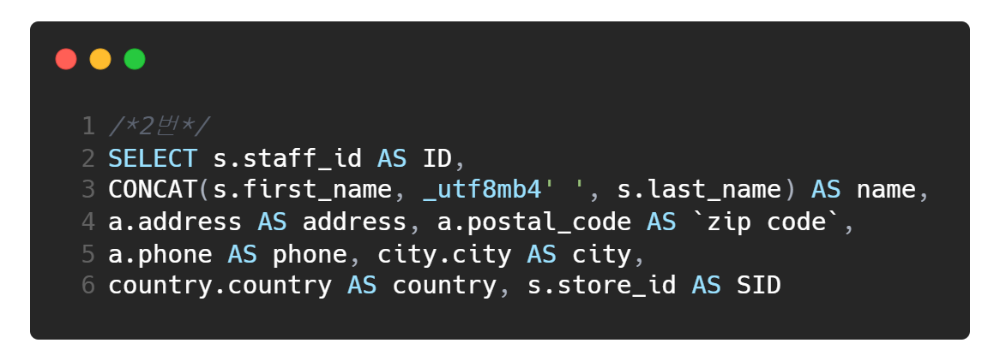 1 /*2번*/
2 SELECT s.staff_id AS ID,
3 CONCAT(s.first_name, _utf8mb4' ', s.last_name) AS name,
4 a.address AS address, a.postal_code AS `zip code`,
5 a.phone AS phone, city.city AS city,
6 country.country AS country, s.store_id AS SID